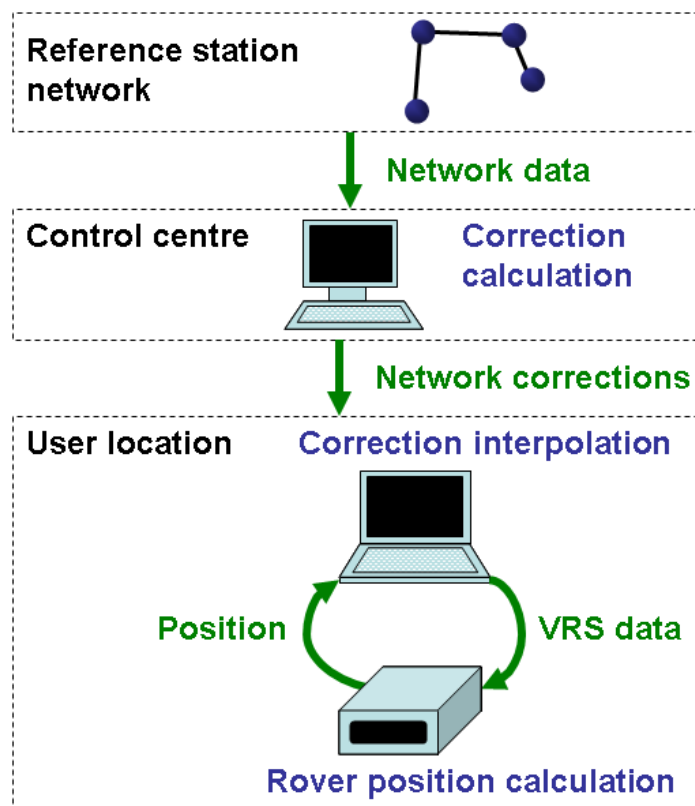 Reference station
network
Network data
Control centre
Correction
calculation
Network corrections
User location
Correction interpolation
Position
VRS data
Rover position calculation